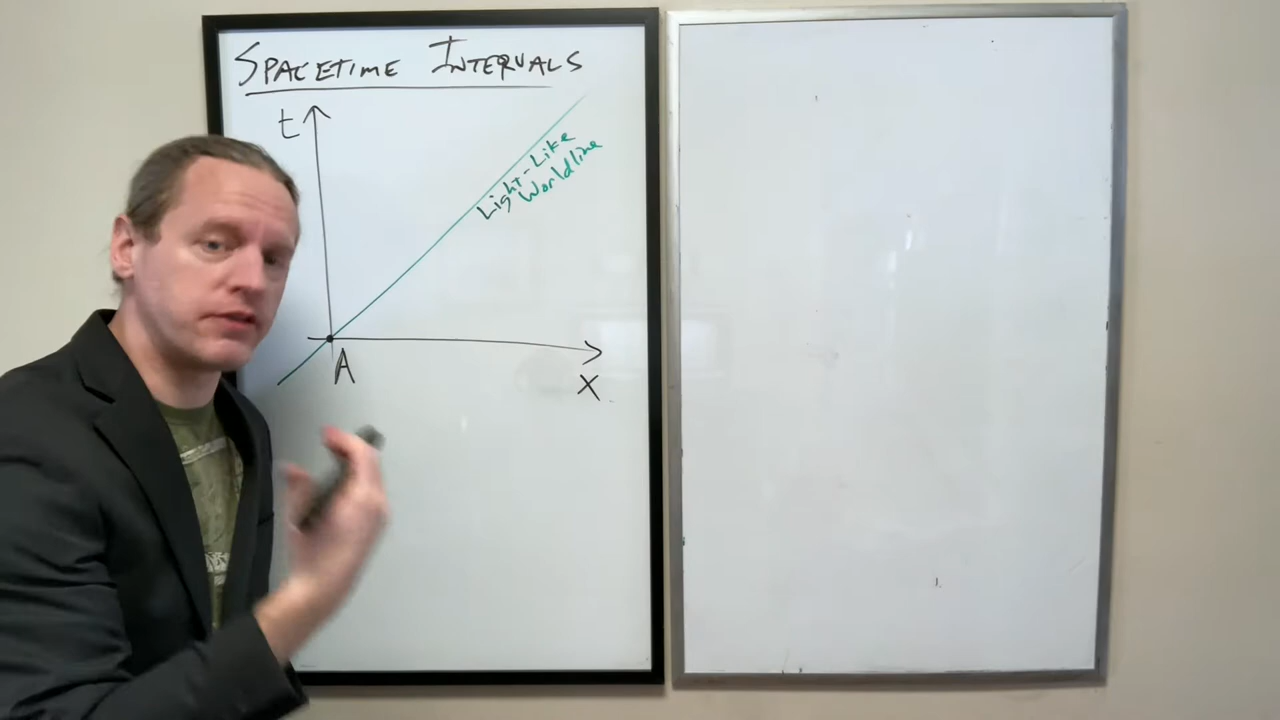 SPACETIME INTERVALS
t
Light-Like
Worldline
A
X